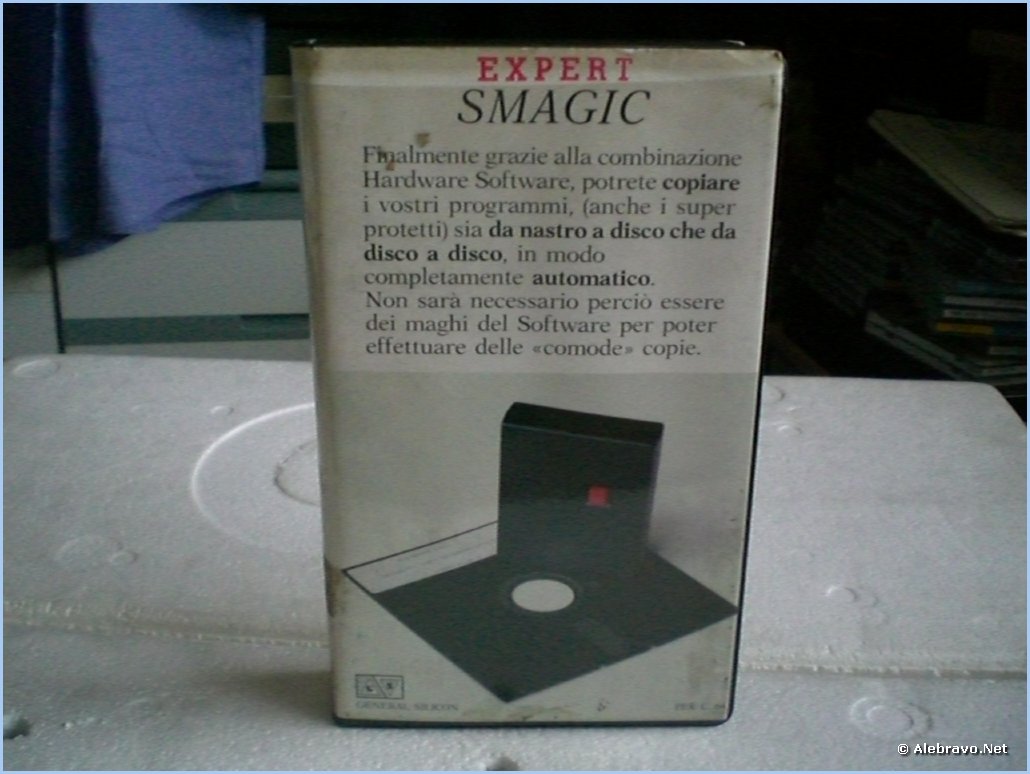 EXPERT
SMAGIC
Finalmente grazie alla combinazione
Hardware Software, potrete copiare
i vostri programmi, (anche i super
protetti) sia da nastro a disco che da
disco a disco, in modo
completamente automatico.
Non sarà necessario perciò essere
dei maghi del Software per poter
effettuare delle «comode» copie.
GENERAL SILICON
PER C
© Alebravo.Net